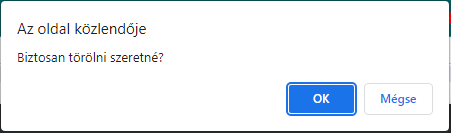 Az oldal közlendője
Biztosan törölni szeretné?
OK
Mégse